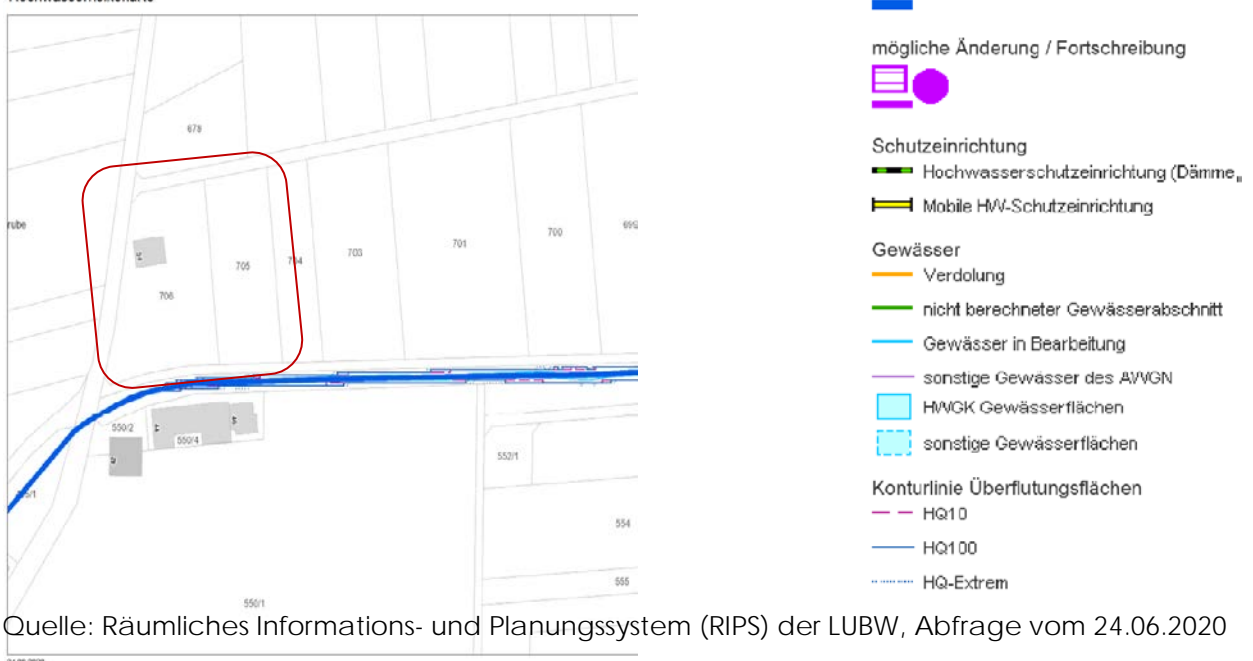 678
rube
699
700
701
703
704
705
706
550/2
550/4
552/1
554
555
550/1
mögliche Änderung / Fortschreibung
Schutzeinrichtung
Hochwasserschutzeinrichtung (Dämme,
Mobile HW-Schutzeinrichtung
Gewässer
Verdolung
nicht berechneter Gewässerabschnitt
Gewässer in Bearbeitung
sonstige Gewässer des AWGN
HWGK Gewässerflächen
sonstige Gewässerflächen
Konturlinie Überflutungsflächen
HQ10
HQ100
HQ-Extrem
Quelle: Räumliches Informations- und Planungssystem (RIPS) der LUBW, Abfrage vom 24.06.2020